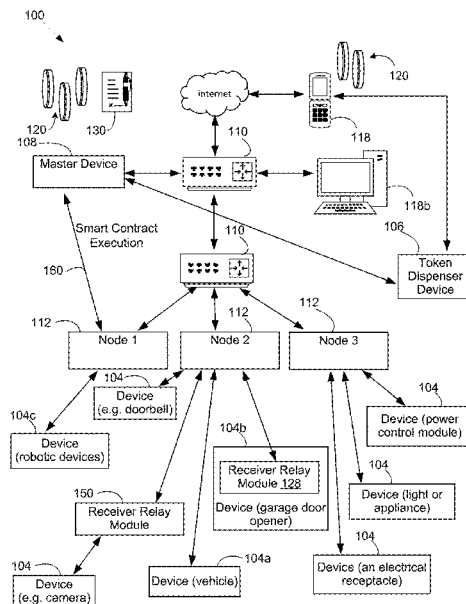 100
120
internet
120
130
108
110
118
Master Device
118b
Smart Contract
Execution
110
106
Token
Dispenser
Device
160
112
112
112
Node 1
Node 2
Node 3
104
Device
(e.g. doorbell)
104
104c
104b
Device (power
control module)
Device
(robotic devices)
Receiver Relay
Module 128
104
150
Device (garage door
opener)
Device (light or
appliance)
Receiver Relay
Module
104
104
104a
Device
(e.g. camera)
Device (vehicle)
Device (an electrical
receptacle)